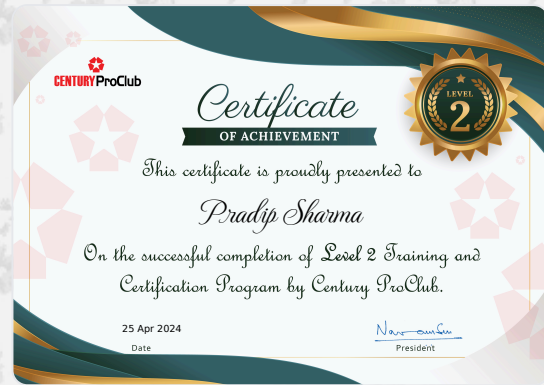 CENTURY ProClub
Certificate
OF ACHIEVEMENT
LEVEL
2
This certificate is proudly presented to
Pradip Sharma
On the successful completion of Level 2 Training and
Certification Program by Century ProClub.
25 Apr 2024
Date
President